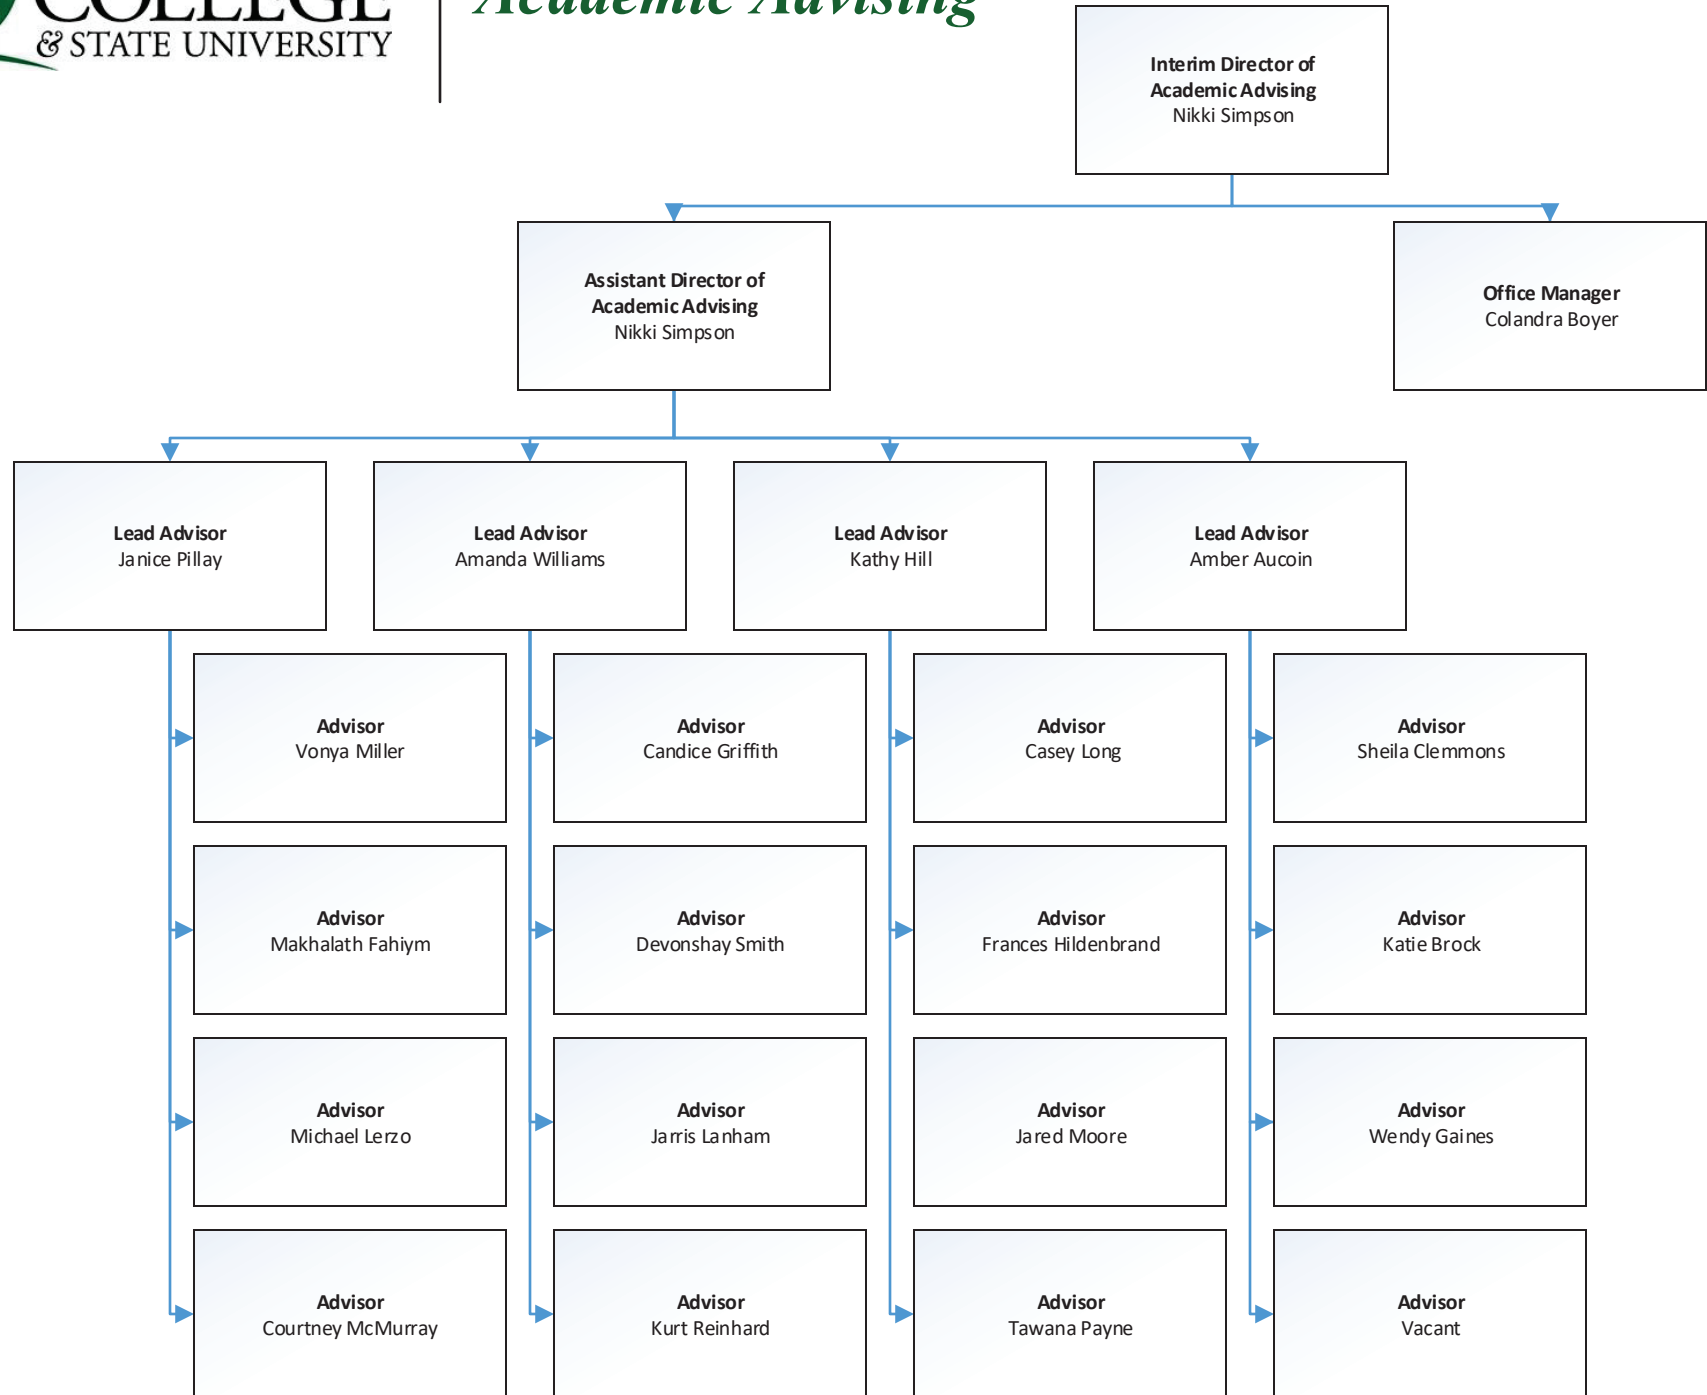 COLLEGE
& STATE UNIVERSITY
Academic Advising
Interim Director of
Academic Advising
Nikki Simpson
Assistant Director of
Academic Advising
Nikki Simpson
Office Manager
Colandra Boyer
Lead Advisor
Janice Pillay
Lead Advisor
Amanda Williams
Lead Advisor
Kathy Hill
Lead Advisor
Amber Aucoin
Advisor
Vonya Miller
Advisor
Candice Griffith
Advisor
Casey Long
Advisor
Sheila Clemmons
Advisor
Makhalath Fahiym
Advisor
Devonshay Smith
Advisor
Frances Hildenbrand
Advisor
Katie Brock
Advisor
Michael Lerzo
Advisor
Jarris Lanham
Advisor
Jared Moore
Advisor
Wendy Gaines
Advisor
Courtney McMurray
Advisor
Kurt Reinhard
Advisor
Tawana Payne
Advisor
Vacant